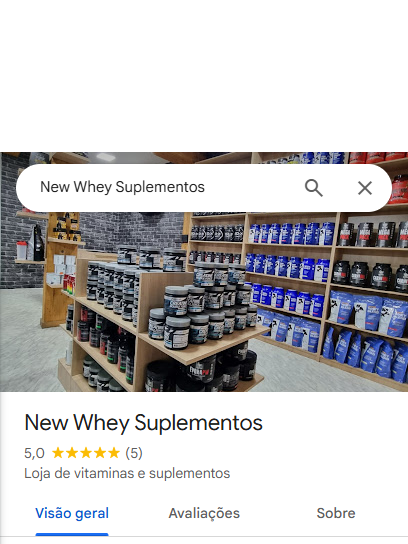 New Whey Suplementos
New Whey Suplementos
5,0 ★★★★★ (5)
Loja de vitaminas e suplementos
Visão geral
Avaliações
Sobre